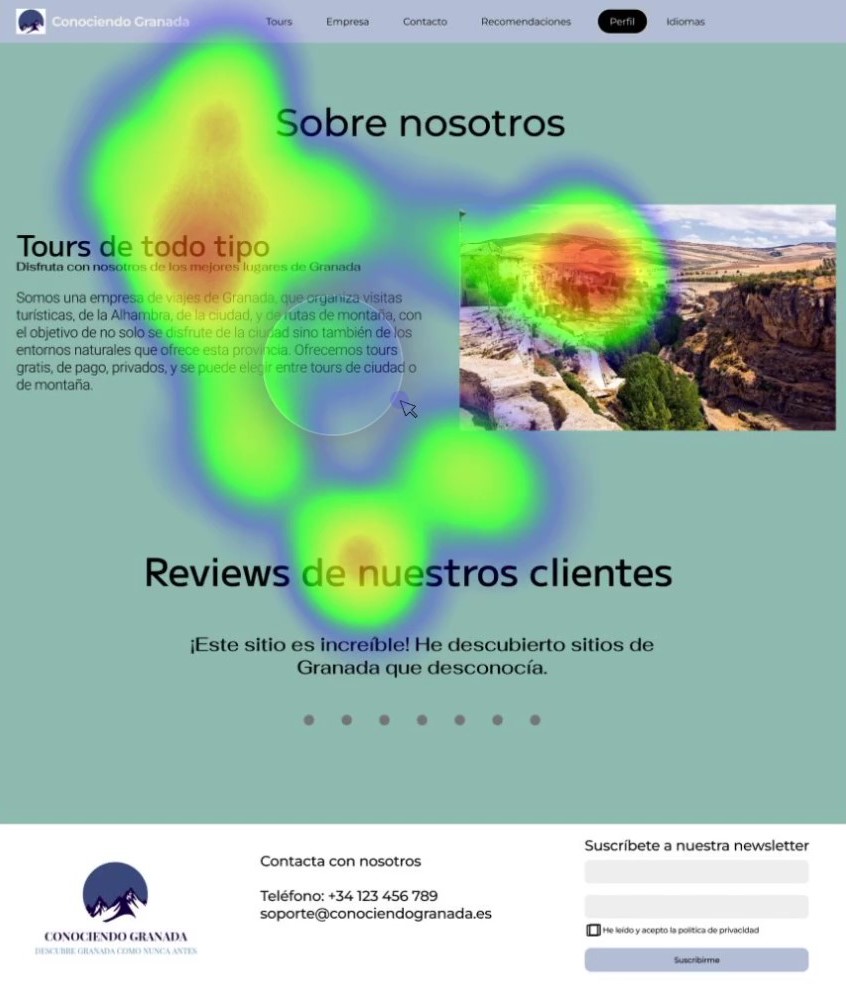 Conociendo Granada
Tours
Empresa
Contacto
Recomendaciones
Perfil
Idiomas
Sobre nosotros
Tours de todo tipo
Disfruta con nosotros de los mejores lugares de Granada
Somos una empresa de viajes de Granada, que organiza visitas
turísticas, de la Alhambra, de la ciudad, y de rutas de montaña, con
el objetivo de no solo se disfrute de la ciudad sino también de los
entornos naturales que ofrece esta provincia. Ofrecemos tours
gratis, de pago, privados, y se puede elegir entre tours de ciudad o
de montaña.
Reviews de nuestros clientes
¡Este sitio es increíble! He descubierto sitios de
Granada que desconocía.
CONOCIENDO GRANADA
DESCUBRE GRANADA COMO NUNCA ANTES
Contacta con nosotros
Teléfono: +34 123 456 789
soporte@conociendogranada.es
Suscríbete a nuestra newsletter
He leído y acepto la política de privacidad
Suscribirme